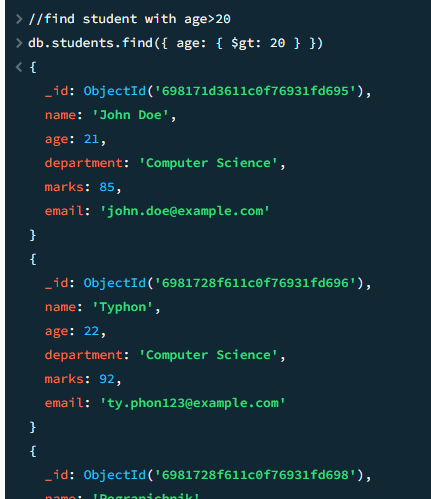 > //find student with age>20
> db.students.find({ age: { $gt: 20 } })
< {
_id: ObjectId('698171d3611c0f76931fd695'),
name: 'John Doe',
age: 21,
department: 'Computer Science',
marks: 85,
email: 'john.doe@example.com'
}
{
_id: ObjectId('6981728f611c0f76931fd696'),
name: 'Typhon',
age: 22,
department: 'Computer Science',
marks: 92,
email: 'ty.phon123@example.com'
}
{
_id: ObjectId('6981728f611c0f76931fd698'),
name: 'Pogranichnik'